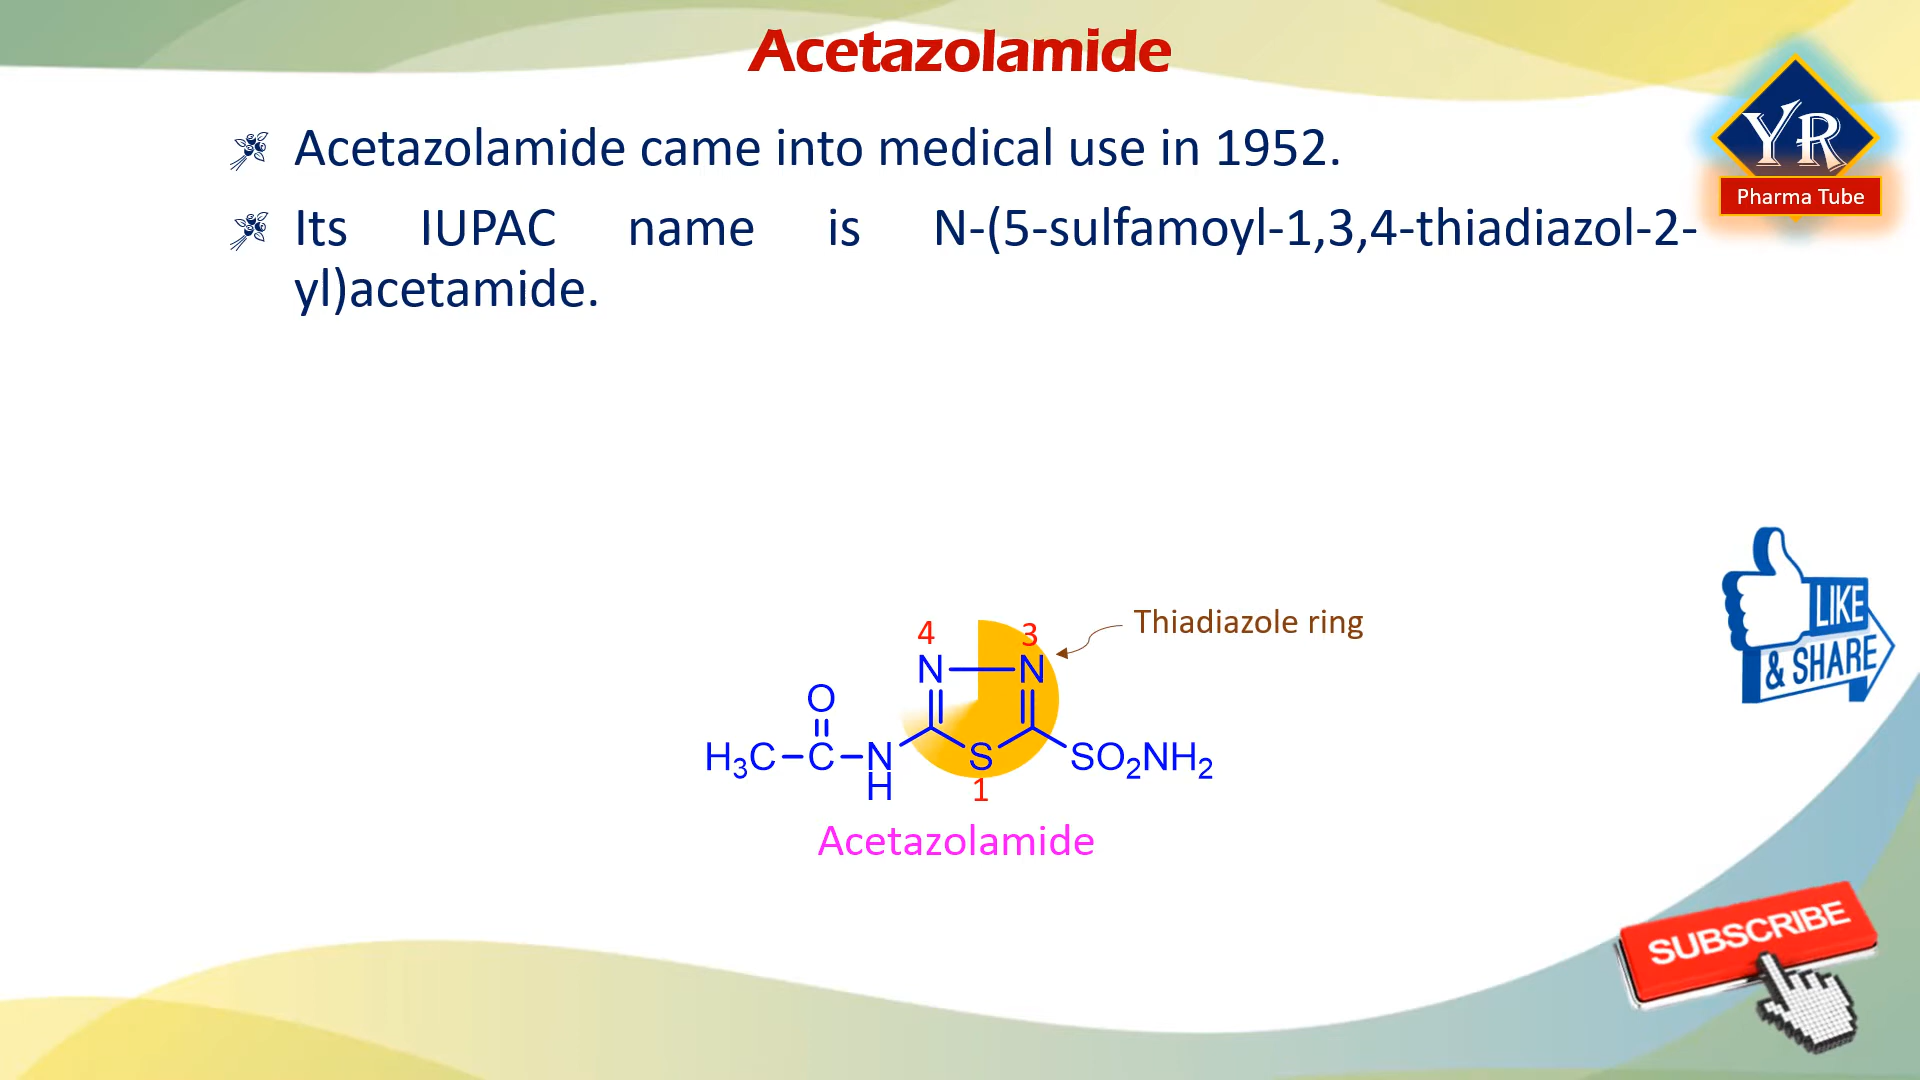 Acetazolamide
YR
Pharma Tube
Acetazolamide came into medical use in 1952.
Its IUPAC name is N-(5-sulfamoyl-1,3,4-thiadiazol-2-
yl)acetamide.
LIKE
& SHARE
Thiadiazole ring
4 3
N N
O
H₃C C N S SO₂NH₂
H
1
Acetazolamide
SUBSCRIBE